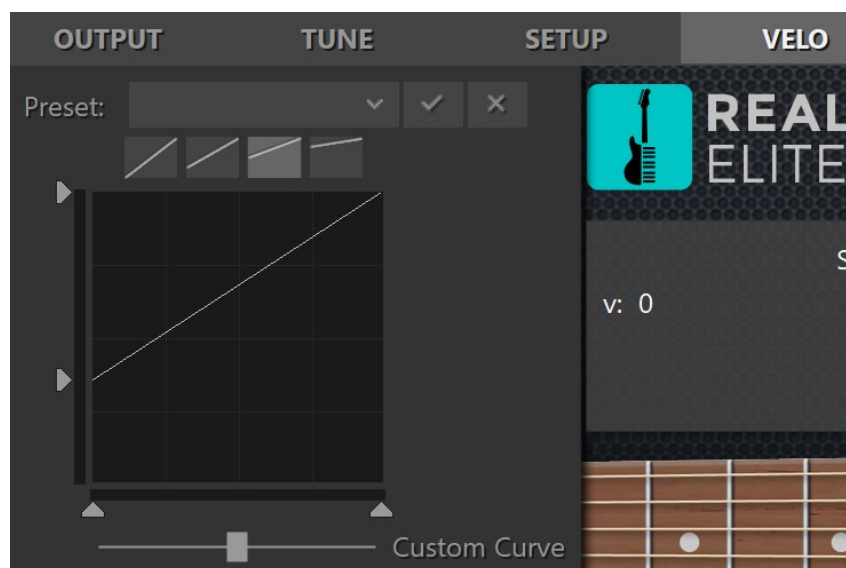 OUTPUT TUNE SETUP VELO
Preset:
REAL
ELITE
S
v: 0
Custom Curve